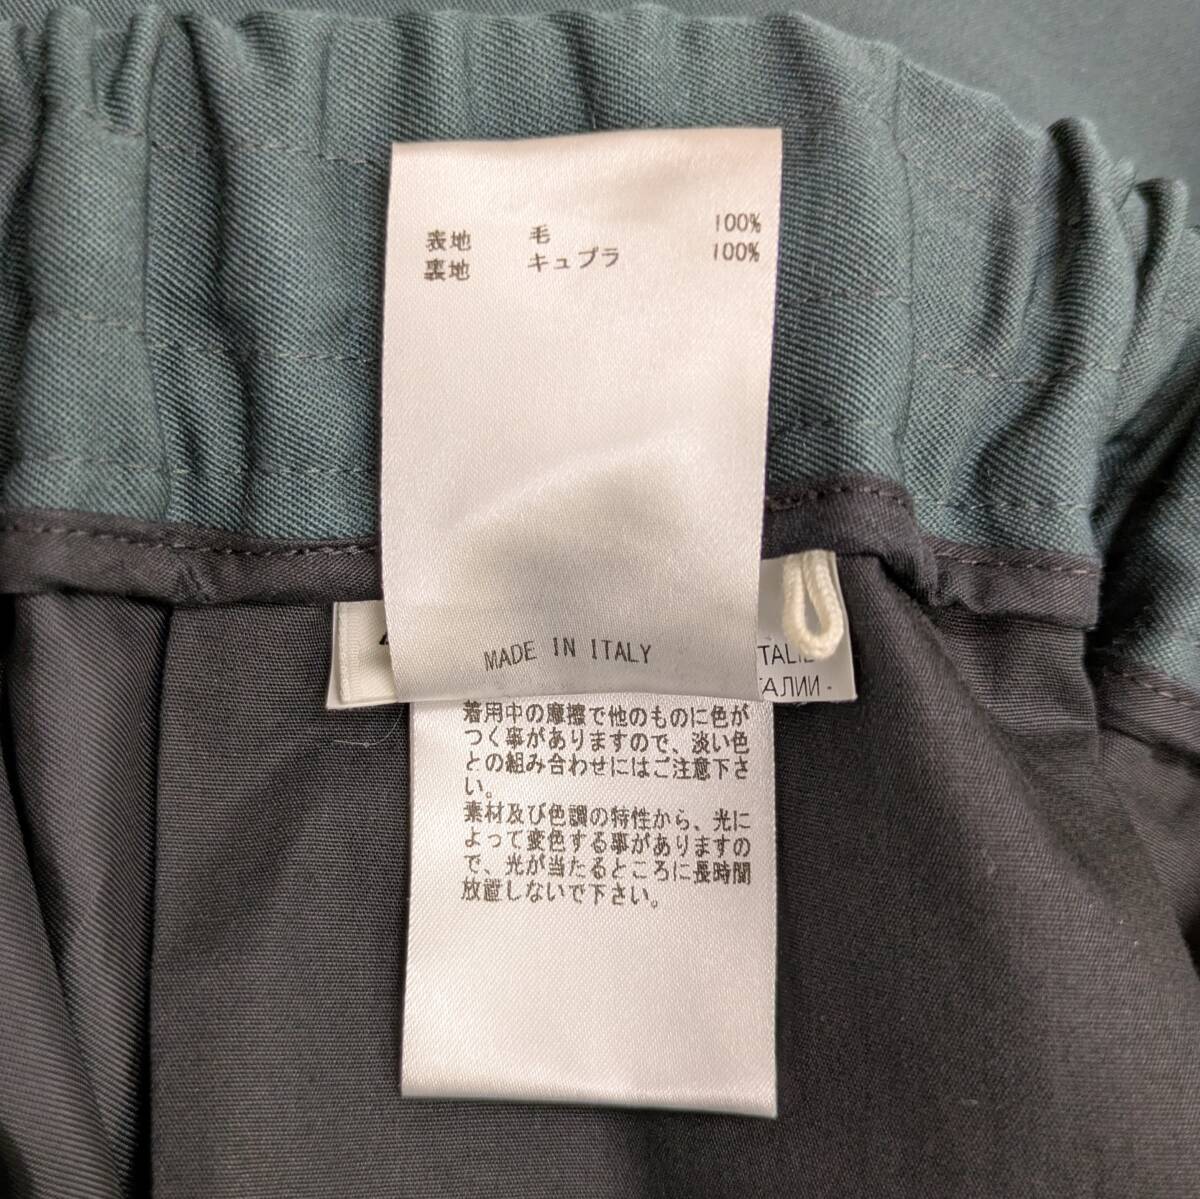 表地 毛 100%
裏地 キュプラ 100%
MADE IN ITALY
着用中の摩擦で他のものに色が
つく事がありますので、淡い色
との組み合わせにはご注意下さ
い。
素材及び色調の特性から、光に
よって変色する事がありますの
で、光が当たるところに長時間
放置しないで下さい。